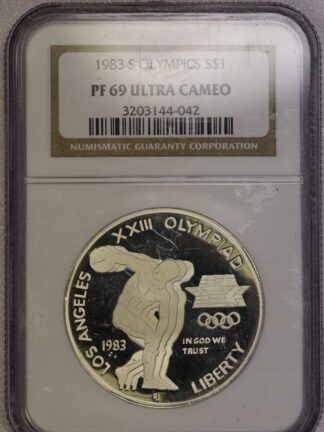 1983 S OLYMPICS S$1
PF 69 ULTRA CAMEO
3203144-042
NUMISMATIC GUARANTY CORPORATION
LOS ANGELES XXIII OLYMPIAD
1983
S
IN GOD WE
TRUST
LIBERTY